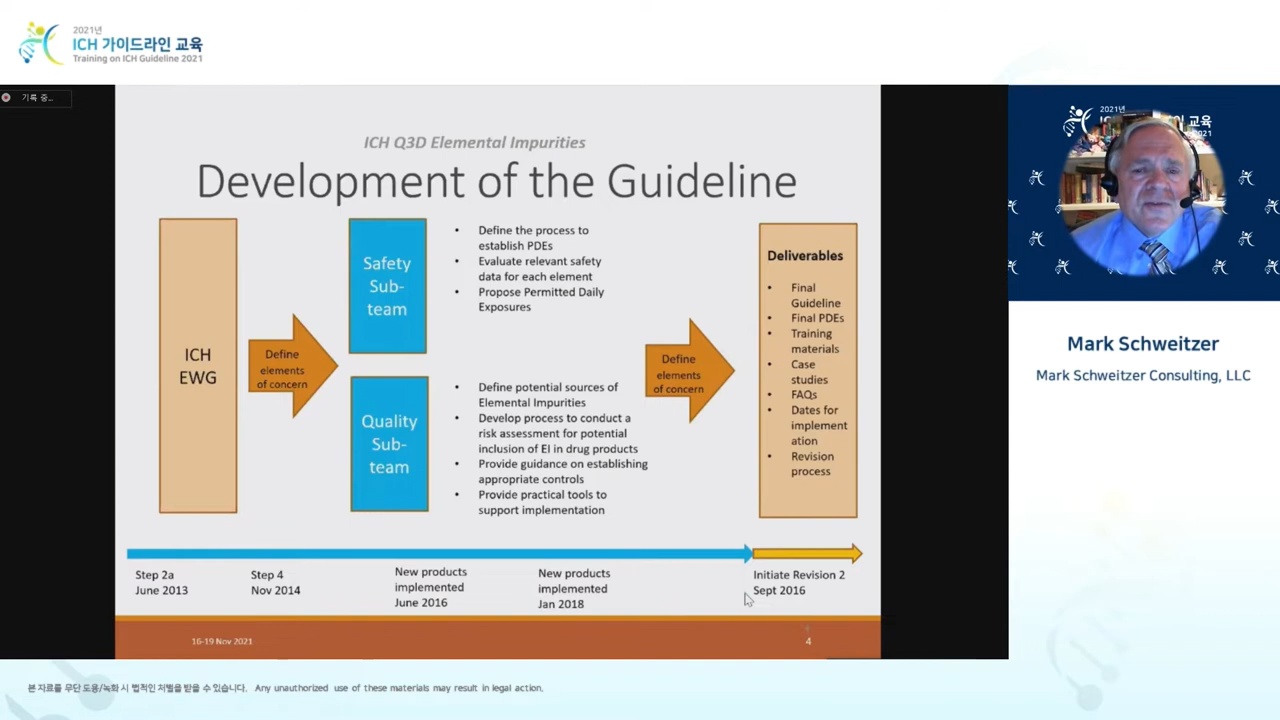 2021년
ICH 가이드라인 교육
Training on ICH Guideline 2021
기록 중...
ICH Q3D Elemental Impurities
Development of the Guideline
ICH
EWG
Define
elements
of concern
Safety
Sub-
team
• Define the process to
establish PDEs
• Evaluate relevant safety
data for each element
• Propose Permitted Daily
Exposures
Quality
Sub-
team
• Define potential sources of
Elemental Impurities
• Develop process to conduct a
risk assessment for potential
inclusion of EI in drug products
• Provide guidance on establishing
appropriate controls
• Provide practical tools to
support implementation
Define
elements
of concern
Deliverables
• Final
Guideline
• Final PDEs
• Training
materials
• Case
studies
• FAQs
• Dates for
implement
ation
• Revision
process
Step 2a
June 2013
Step 4
Nov 2014
New products
implemented
June 2016
New products
implemented
Jan 2018
Initiate Revision 2
Sept 2016
16-19 Nov 2021
4
2021년
교육
2021
Mark Schweitzer
Mark Schweitzer Consulting, LLC
본 자료를 무단 도용/녹화 시 법적인 처벌을 받을 수 있습니다. Any unauthorized use of these materials may result in legal action.